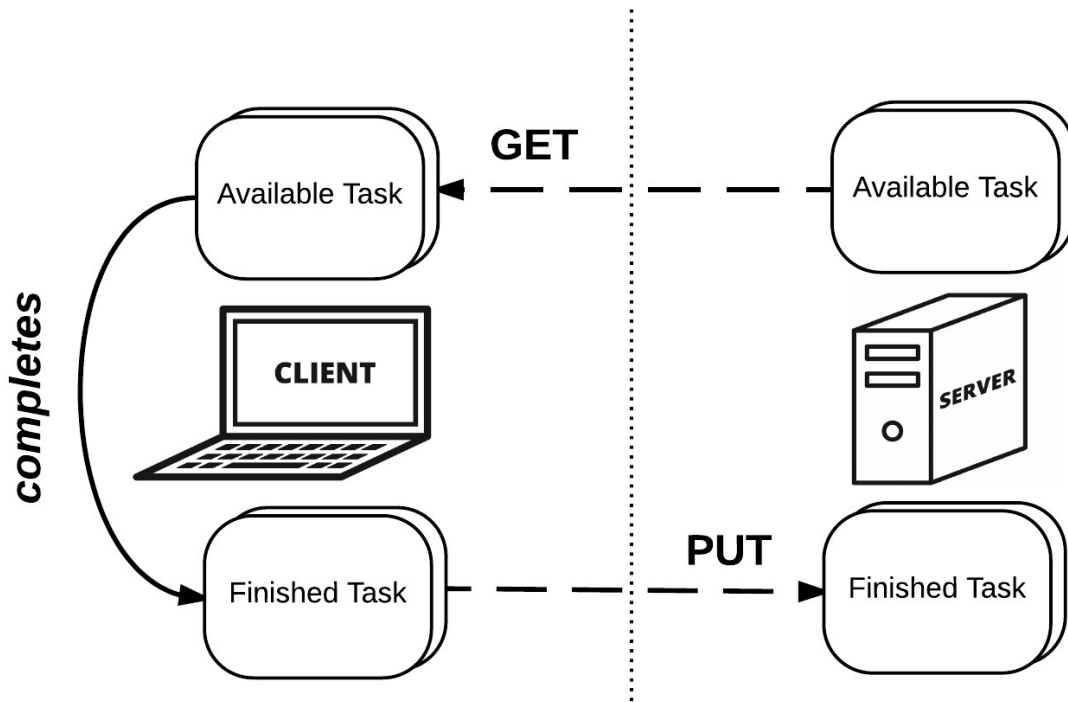 GET
Available Task
Available Task
completes
CLIENT
SERVER
PUT
Finished Task
Finished Task